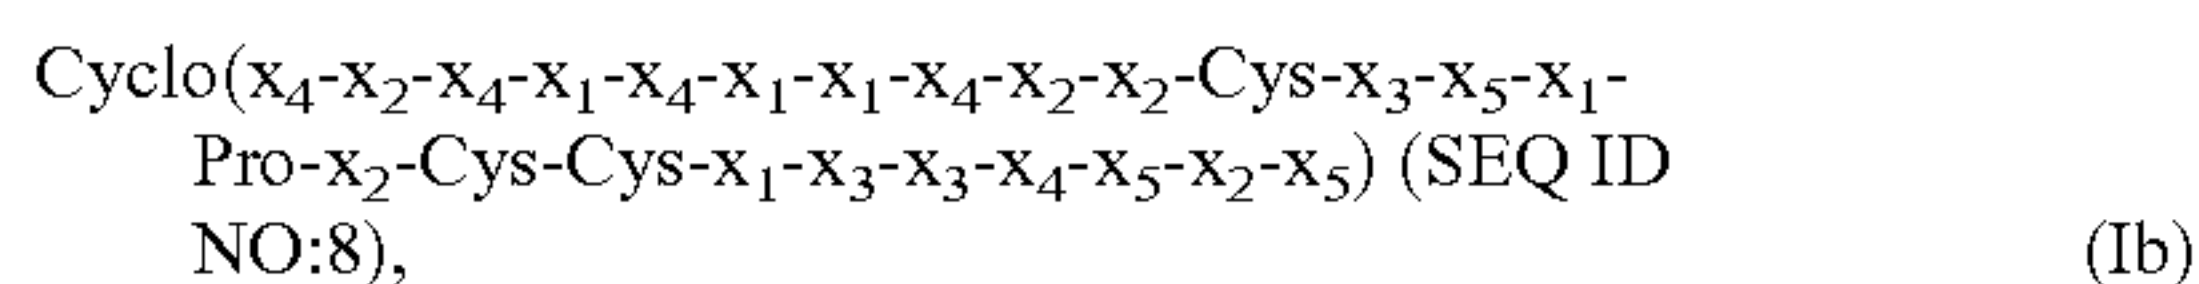 Cyclo(x₄-x₂-x₄-x₁-x₄-x₁-x₁-x₄-x₂-x₂-Cys-x₃-x₅-x₁-
Pro-x₂-Cys-Cys-x₁-x₃-x₃-x₄-x₅-x₂-x₅) (SEQ ID
NO:8), (Ib)